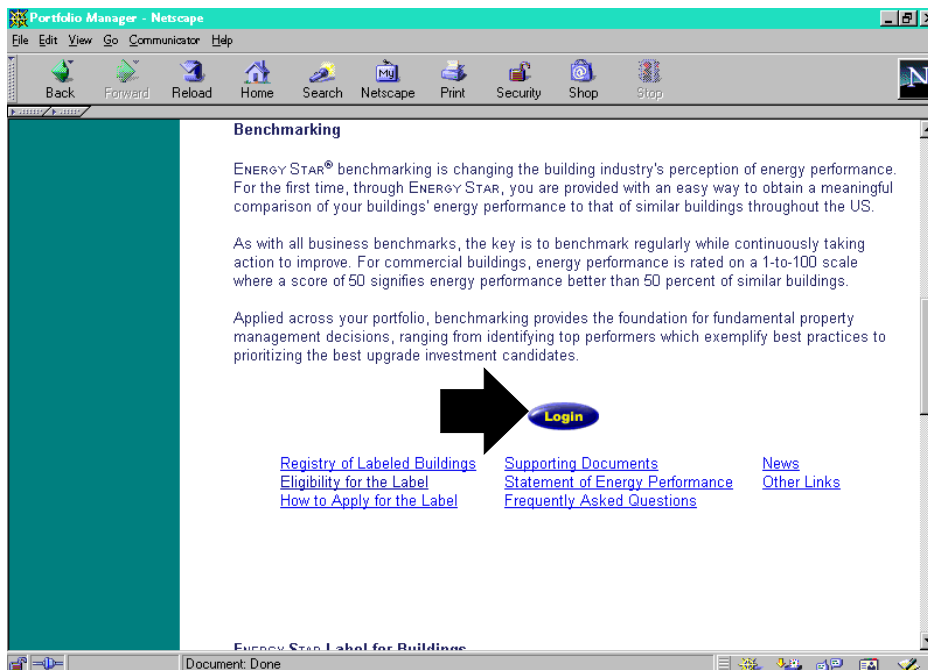 Portfolio Manager - Netscape
File Edit View Go Communicator Help
My
N
Back Forward Reload Home Search Netscape Print Security Shop Stop
Benchmarking
ENERGY STAR® benchmarking is changing the building industry's perception of energy performance.
For the first time, through ENERGY STAR, you are provided with an easy way to obtain a meaningful
comparison of your buildings' energy performance to that of similar buildings throughout the US.
As with all business benchmarks, the key is to benchmark regularly while continuously taking
action to improve. For commercial buildings, energy performance is rated on a 1-to-100 scale
where a score of 50 signifies energy performance better than 50 percent of similar buildings.
Applied across your portfolio, benchmarking provides the foundation for fundamental property
management decisions, ranging from identifying top performers which exemplify best practices to
prioritizing the best upgrade investment candidates.
Login
Registry of Labeled Buildings Supporting Documents News
Eligibility for the Label Statement of Energy Performance Other Links
How to Apply for the Label Frequently Asked Questions
ENERGY STAR Label for Buildings
Document: Done